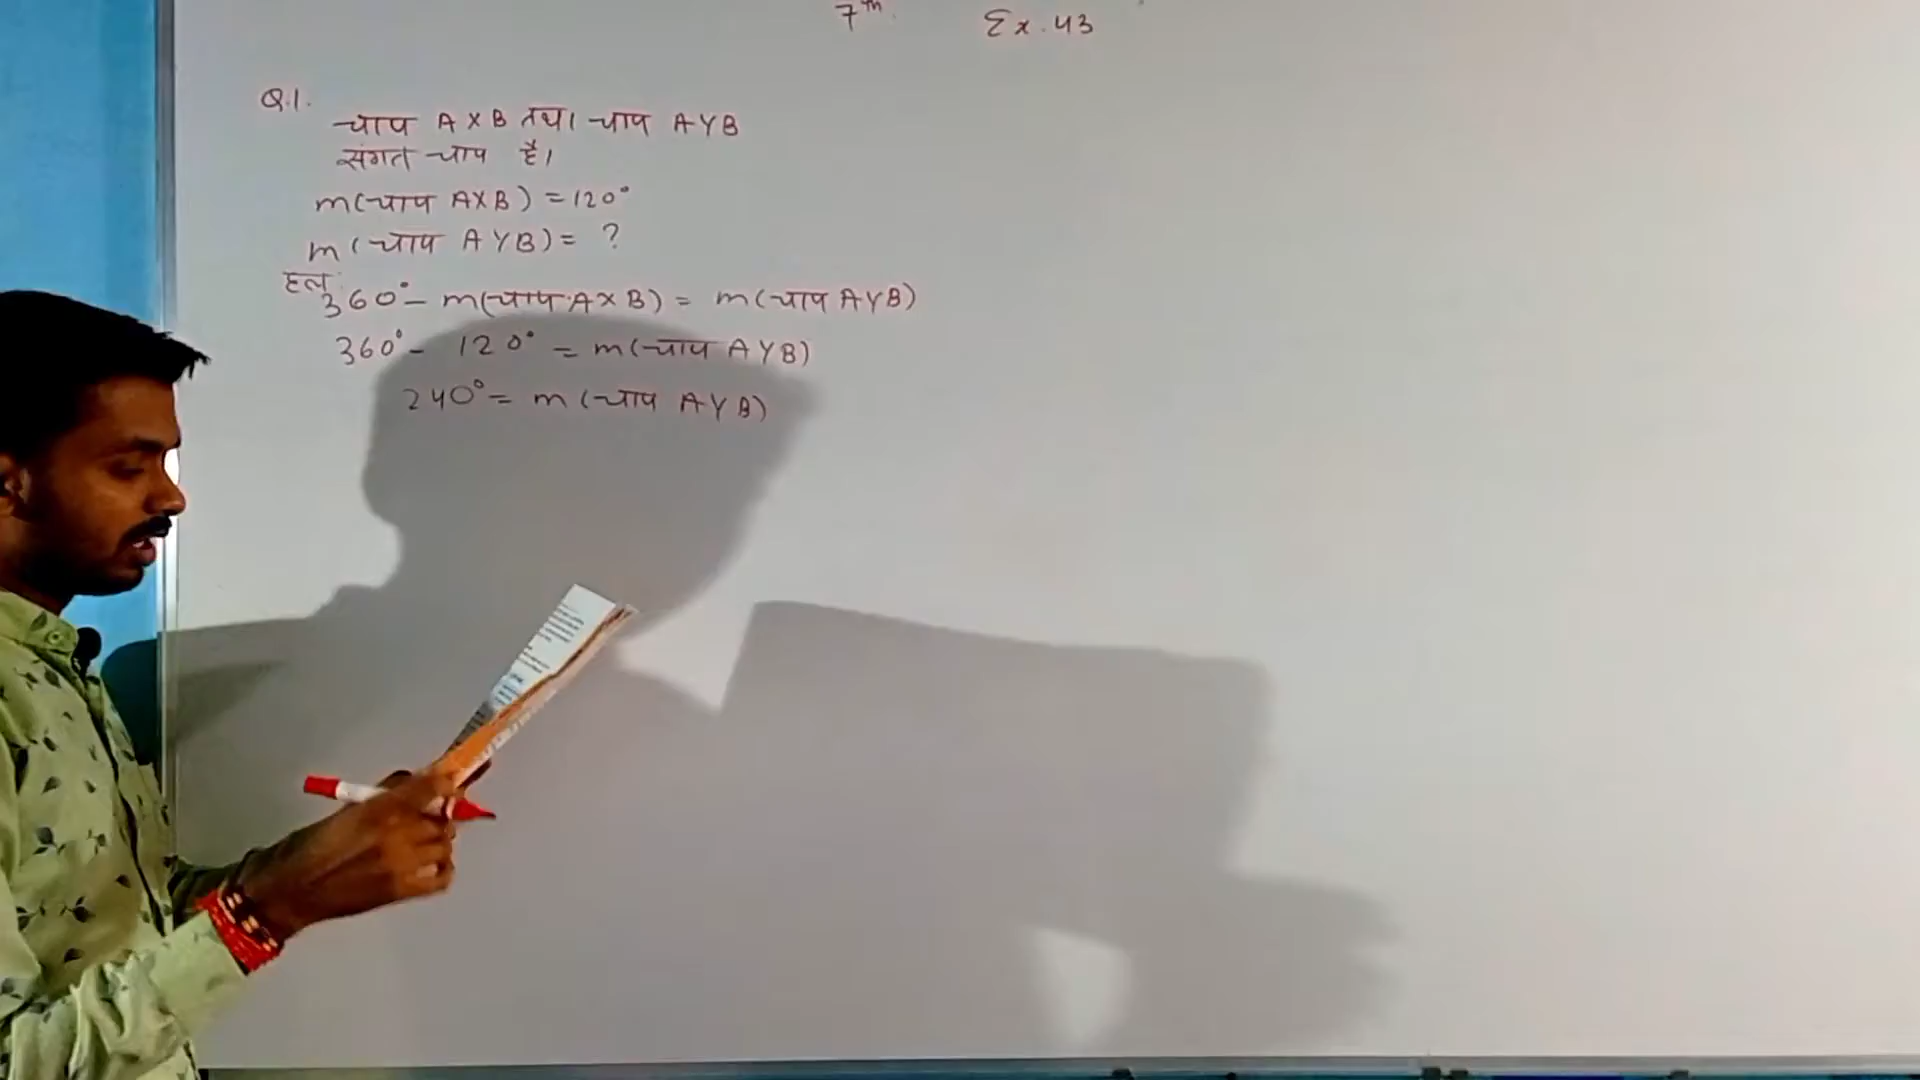 7th Ex. 43
Q.1.
चाप AXB तथा चाप AYB
संगत चाप है।
m(चाप AXB) = 120°
m(चाप AYB) = ?
हल:
360° - m(चाप AXB) = m(चाप AYB)
360° - 120° = m(चाप AYB)
240° = m(चाप AYB)